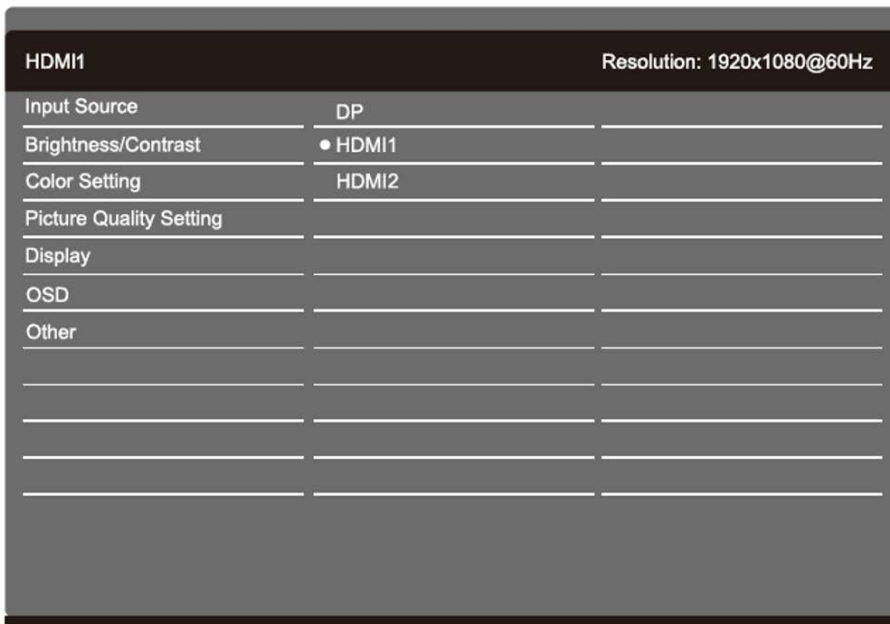 HDMI1 Resolution: 1920x1080@60Hz
Input Source DP
Brightness/Contrast HDMI1
Color Setting HDMI2
Picture Quality Setting
Display
OSD
Other